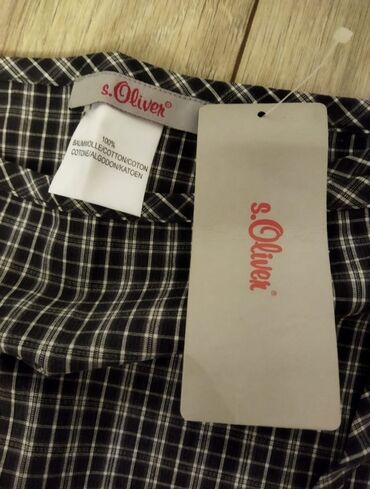 s.Oliver®
100%
BAUMWOLLE/COTTON/COTON
COTONE/ALGODON/KATOEN
s.Oliver®